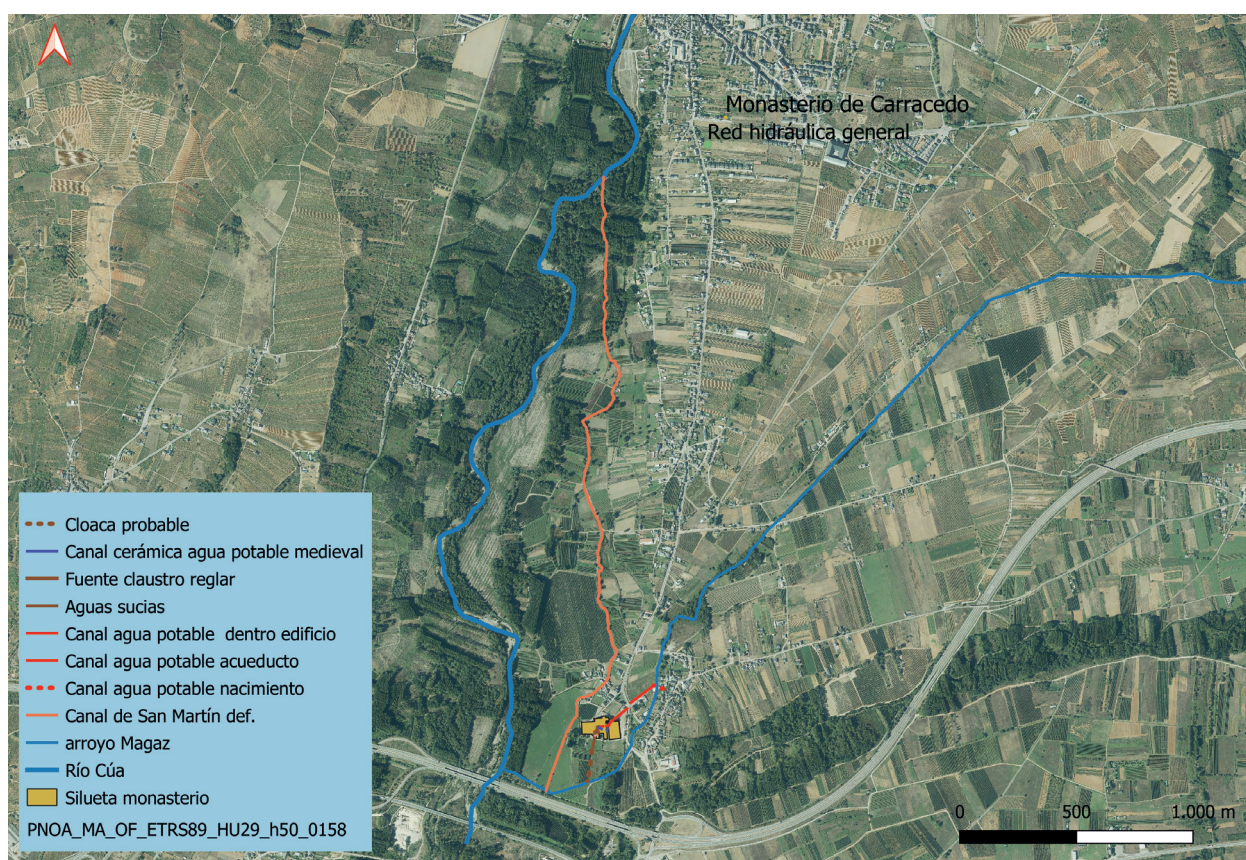 Monasterio de Carracedo
Red hidráulica general
Cloaca probable
Canal cerámica agua potable medieval
Fuente claustro reglar
Aguas sucias
Canal agua potable dentro edificio
Canal agua potable acueducto
Canal agua potable nacimiento
Canal de San Martín def.
arroyo Magaz
Río Cúa
Silueta monasterio
PNOA_MA_OF_ETRS89_HU29_h50_0158
0 500 1.000 m